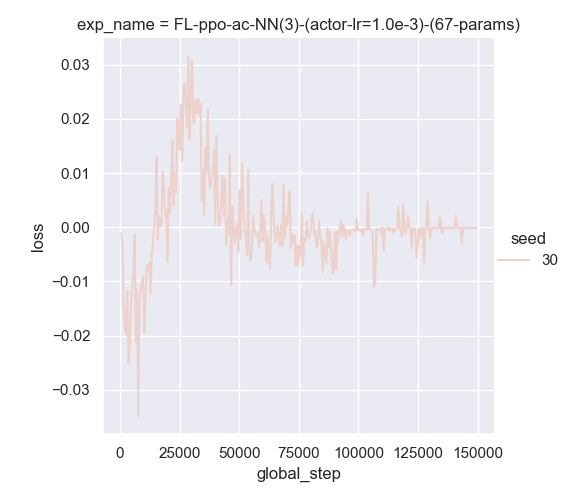 exp_name = FL-ppo-ac-NN(3)-(actor-lr=1.0e-3)-(67-params)
0.03
0.02
0.01
0.00
−0.01
−0.02
−0.03
loss
0 25000 50000 75000 100000 125000 150000
global_step
seed
30